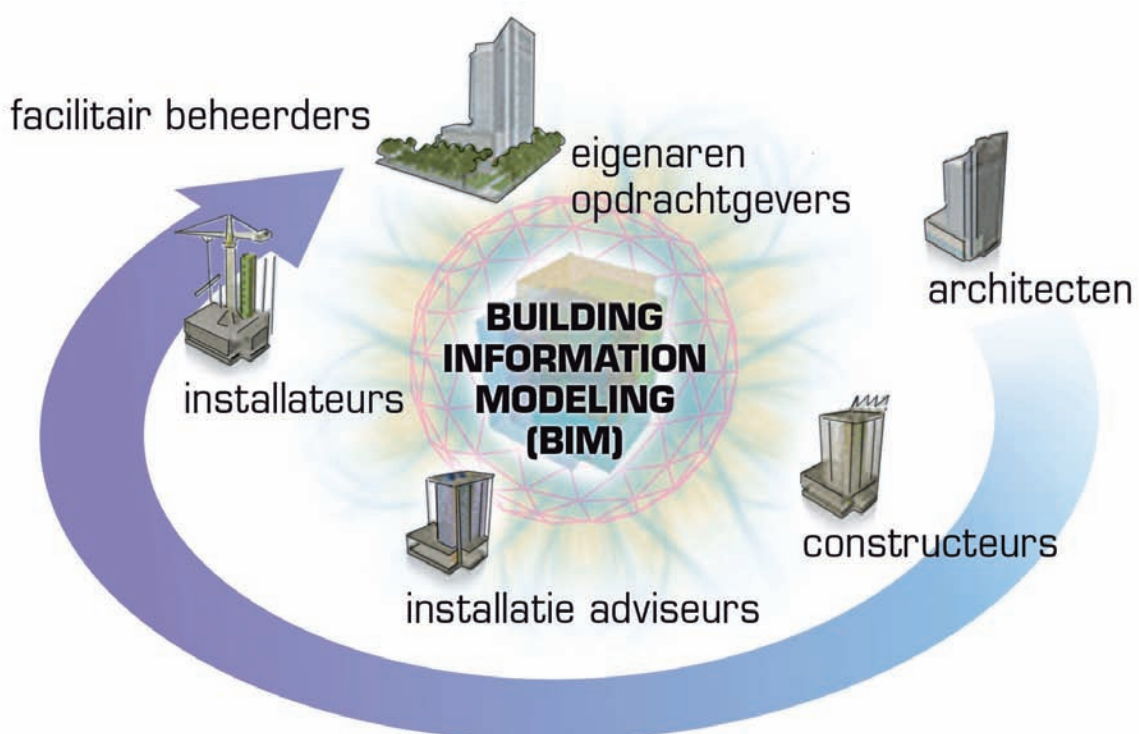 facilitair beheerders
eigenaren
opdrachtgevers
architecten
BUILDING
INFORMATION
MODELING
(BIM)
installateurs
constructeurs
installatie adviseurs